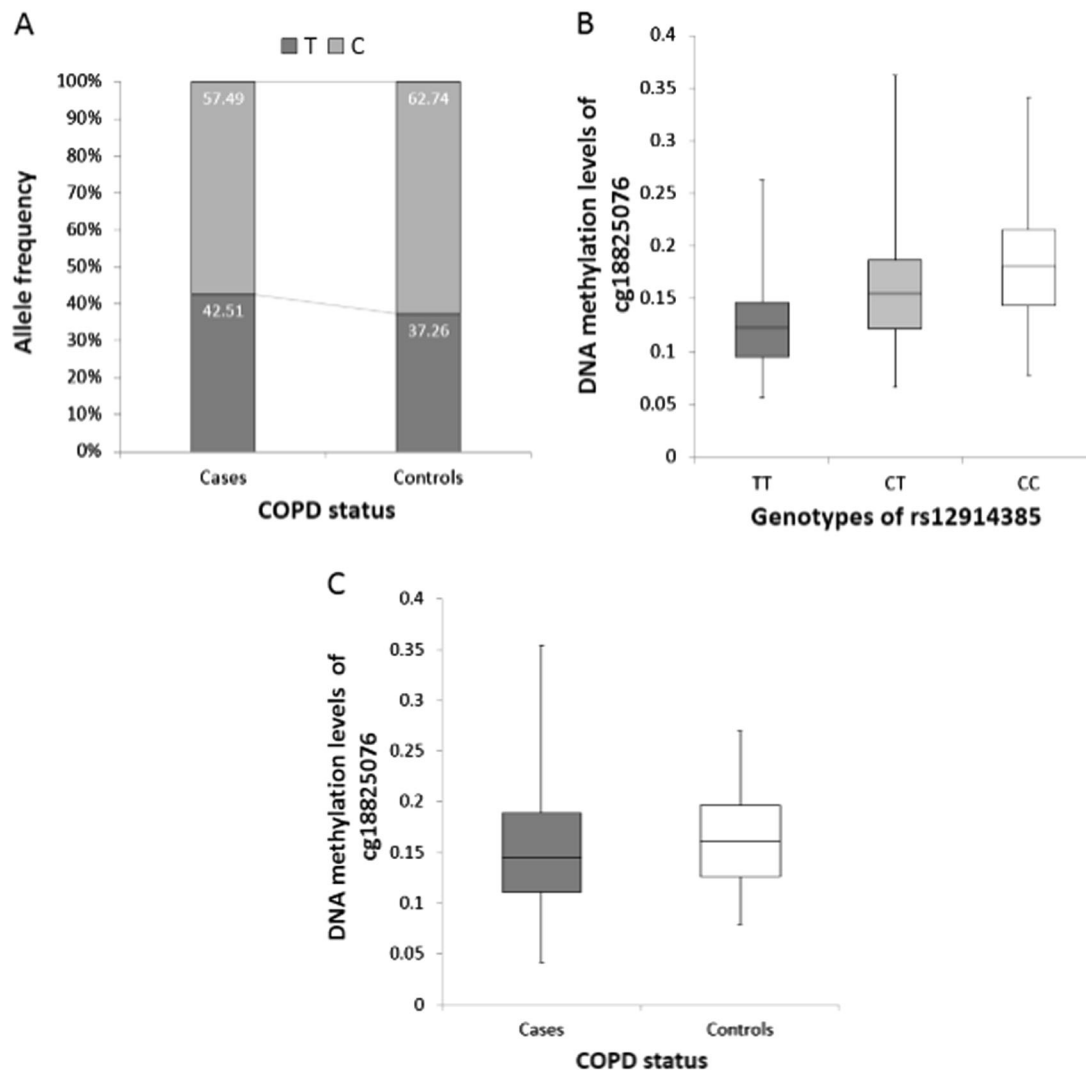 A
T C
100%
90%
80%
70%
60%
50%
40%
30%
20%
10%
0%
Allele frequency
57.49
62.74
42.51
37.26
Cases Controls
COPD status
B
0.4
0.35
0.3
0.25
0.2
0.15
0.1
0.05
0
DNA methylation levels of
cg18825076
TT CT CC
Genotypes of rs12914385
C
0.4
0.35
0.3
0.25
0.2
0.15
0.1
0.05
0
DNA methylation levels of
cg18825076
Cases Controls
COPD status